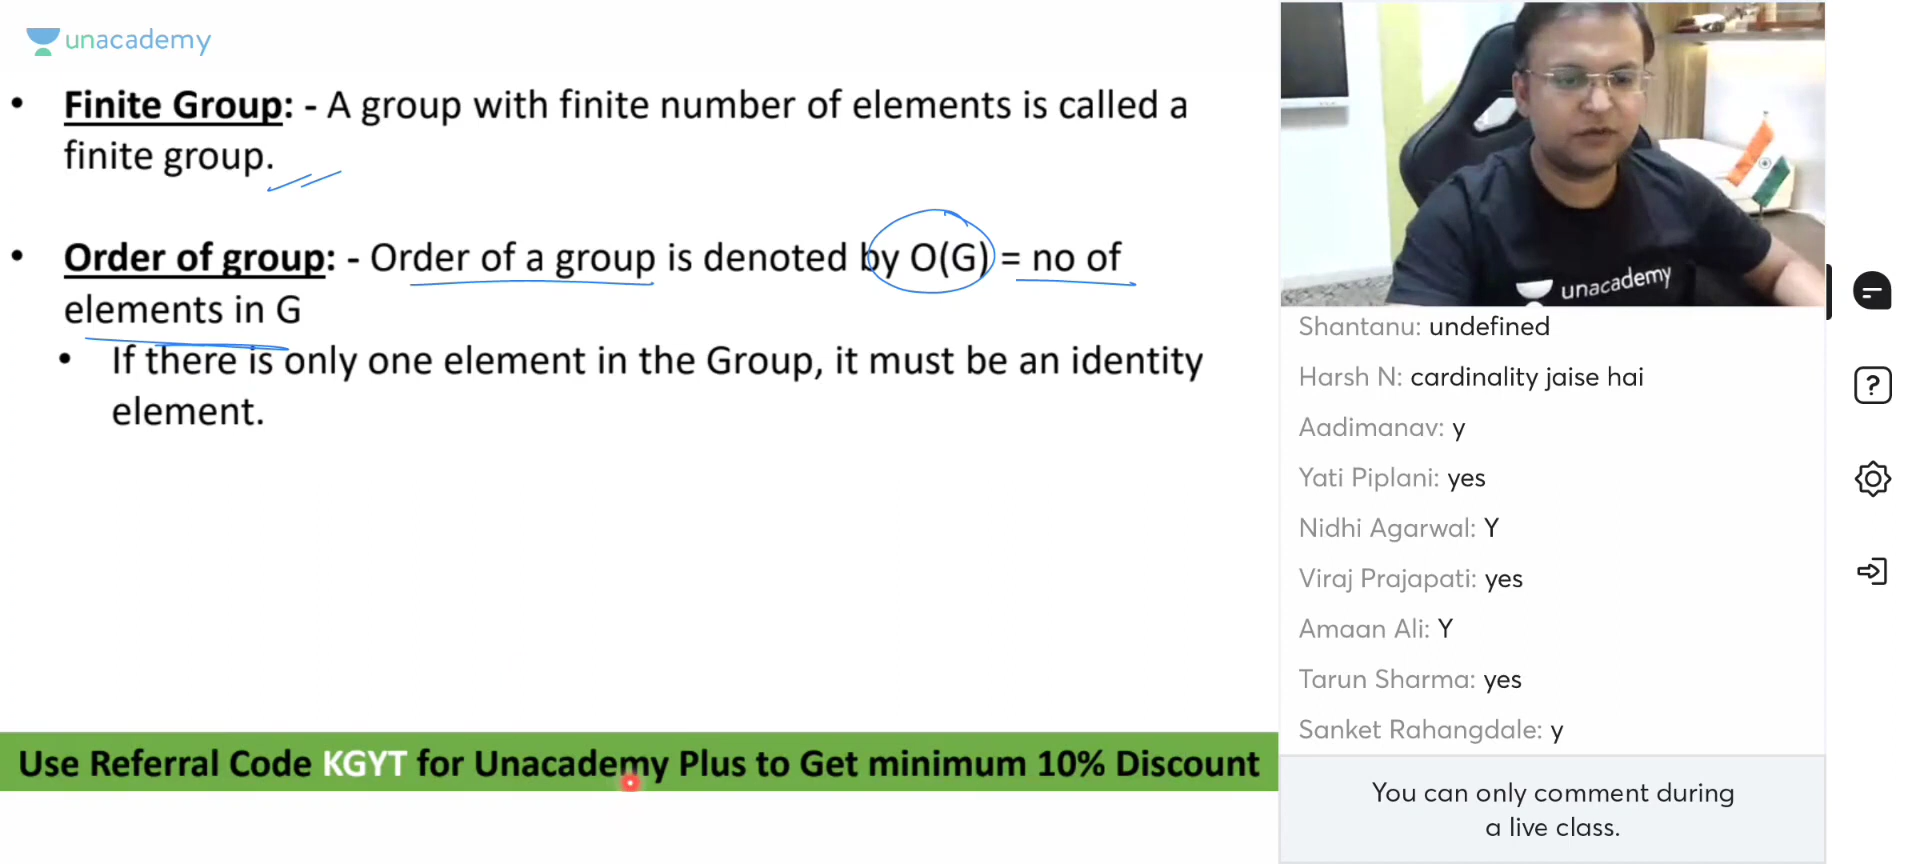 unacademy
• Finite Group: - A group with finite number of elements is called a
finite group.
• Order of group: - Order of a group is denoted by O(G) = no of
elements in G
• If there is only one element in the Group, it must be an identity
element.
Use Referral Code KGYT for Unacademy Plus to Get minimum 10% Discount
unacademy
Shantanu: undefined
Harsh N: cardinality jaise hai
Aadimanav: y
Yati Piplani: yes
Nidhi Agarwal: Y
Viraj Prajapati: yes
Amaan Ali: Y
Tarun Sharma: yes
Sanket Rahangdale: y
You can only comment during
a live class.
?